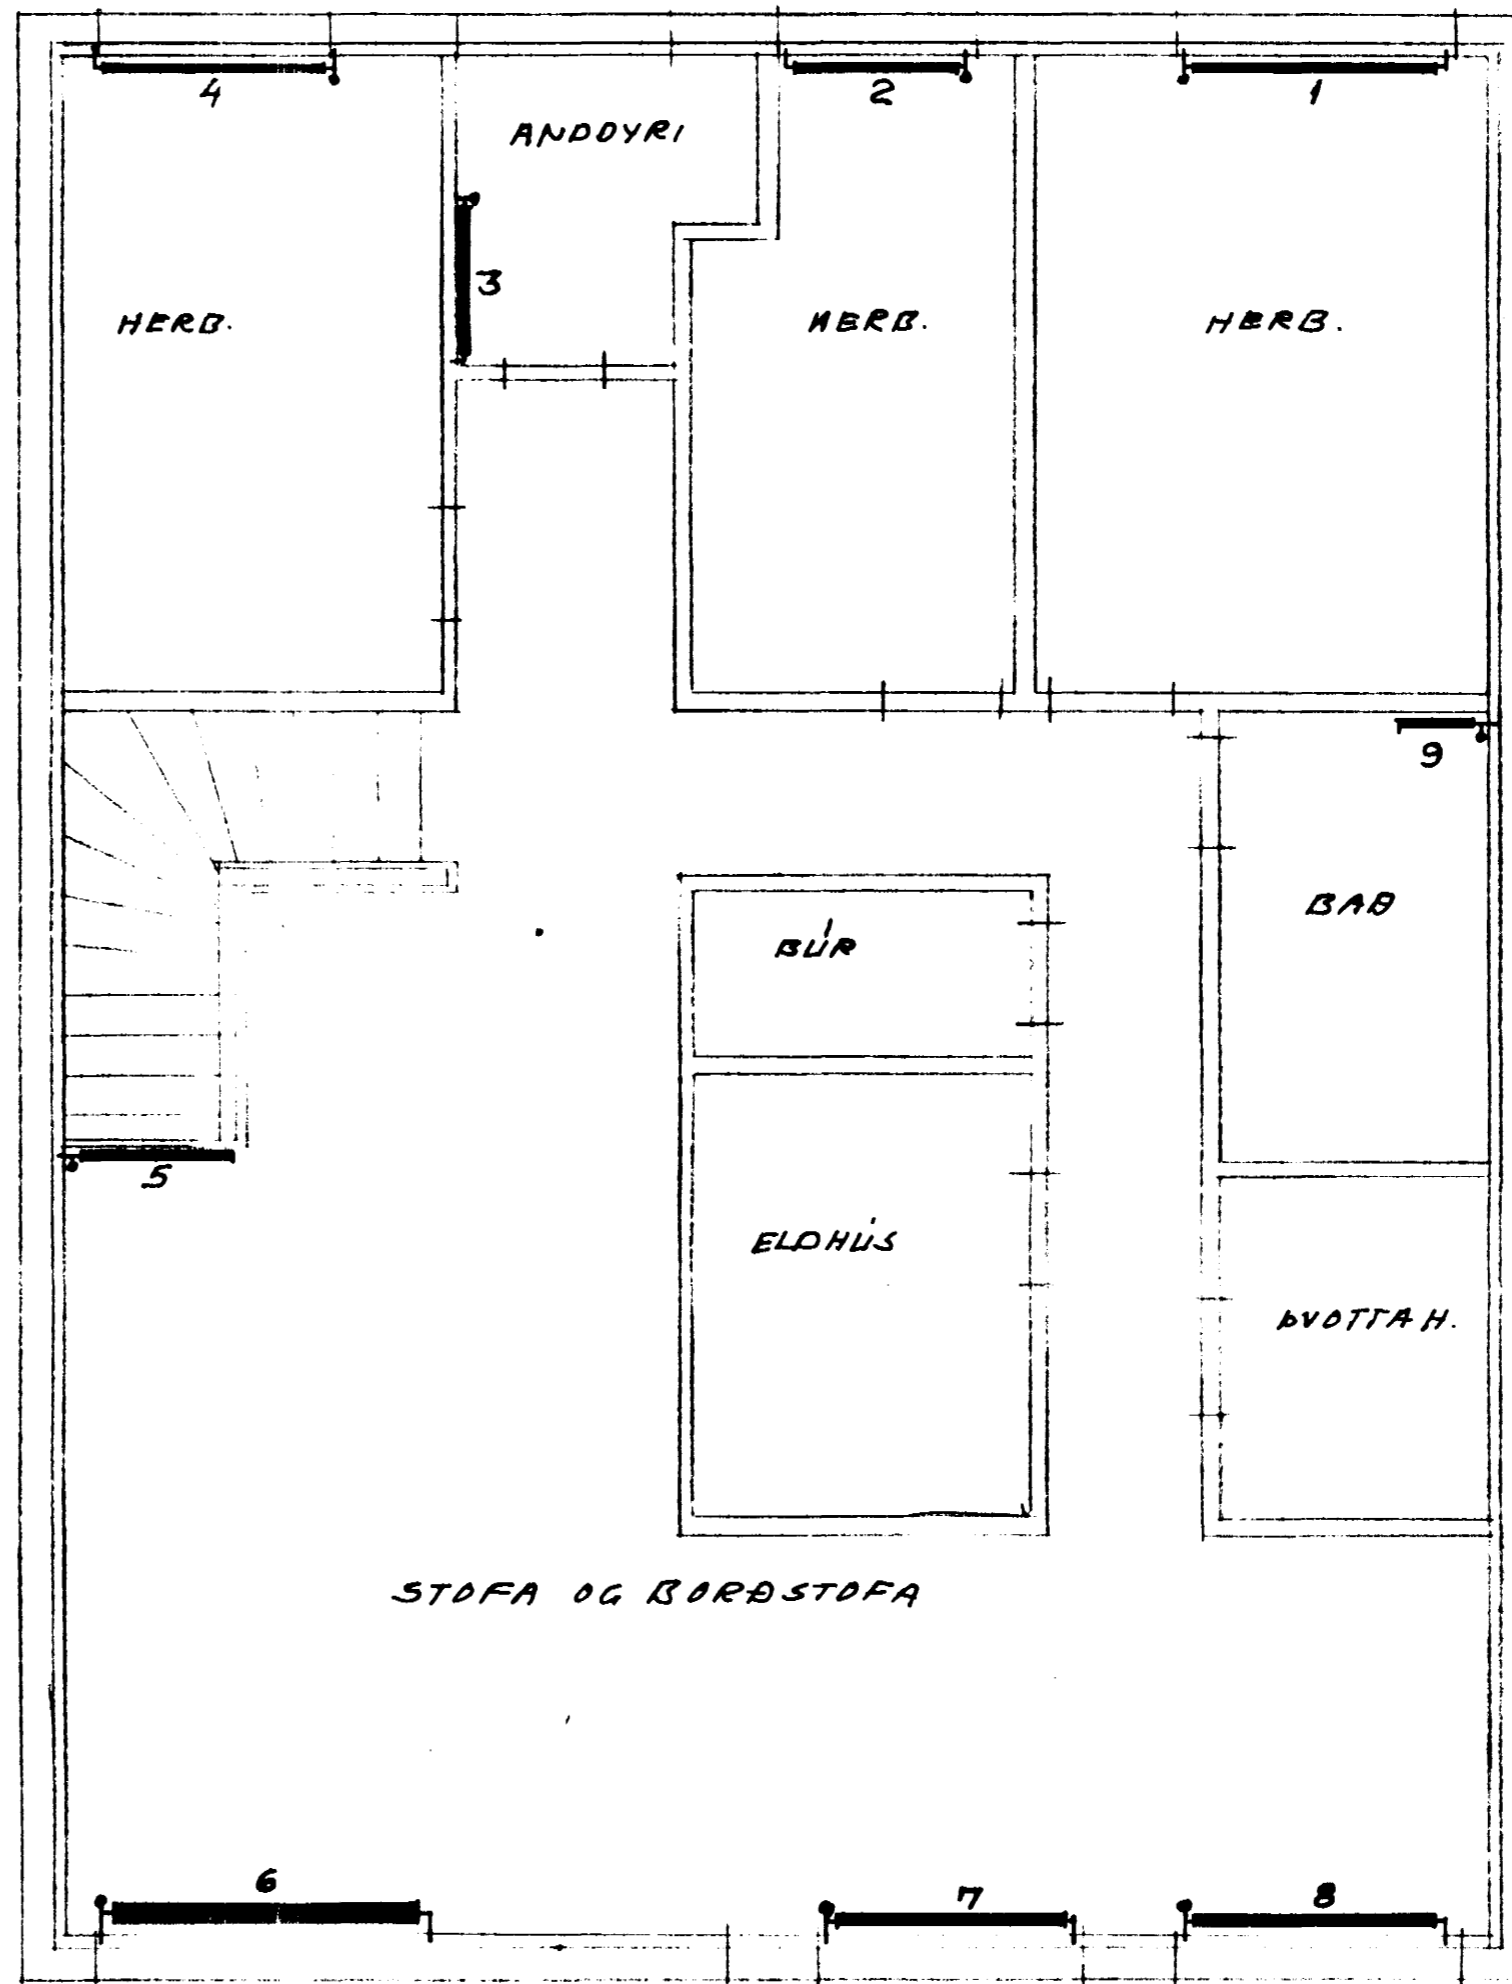 4
2
1
ANDDYRI
3
HERB.
HERB.
HERB.
9
BAÐ
BÚR
5
ELDHÚS
ÞVOTTAH.
STOFA OG BORÐSTOFA
6
7
8